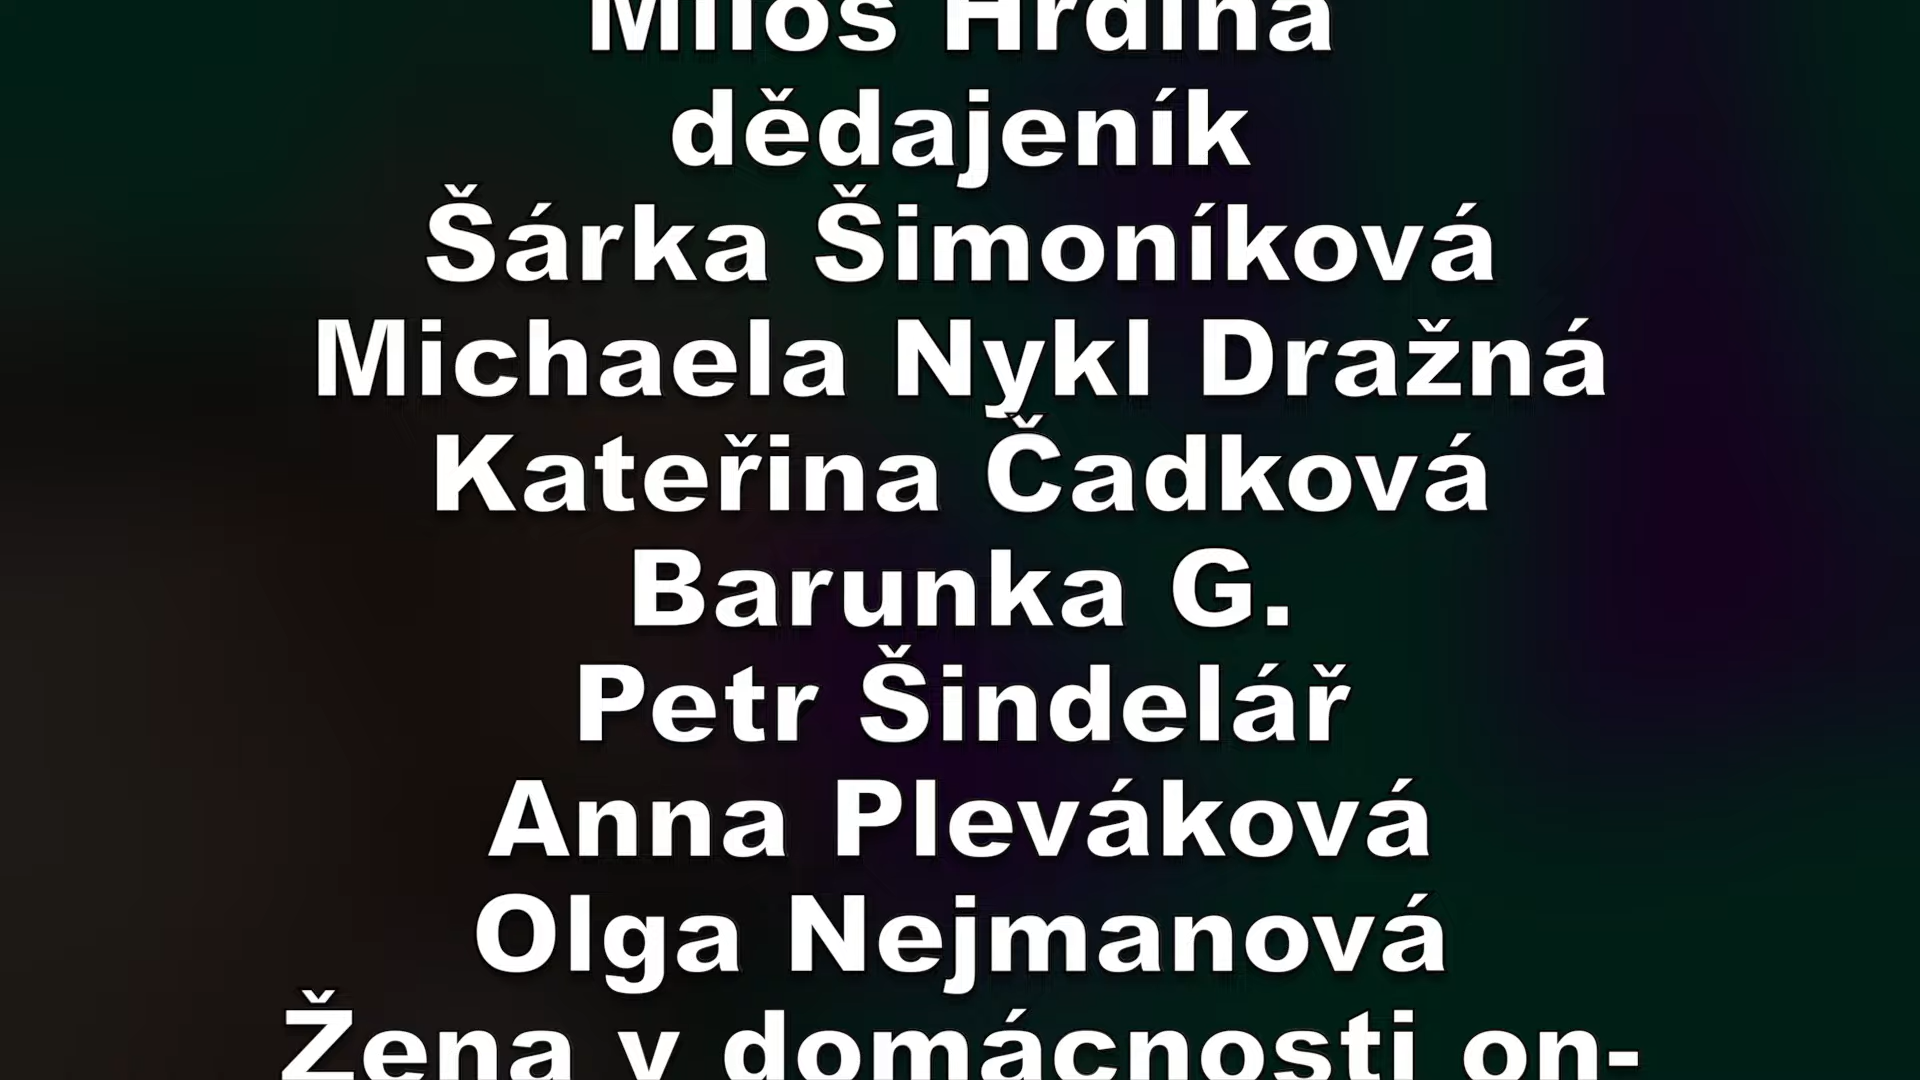 Miloš Hrdina
dědajeník
Šárka Šimoníková
Michaela Nykl Dražná
Kateřina Čadková
Barunka G.
Petr Šindelář
Anna Pleváková
Olga Nejmanová
Žena v domácnosti on-